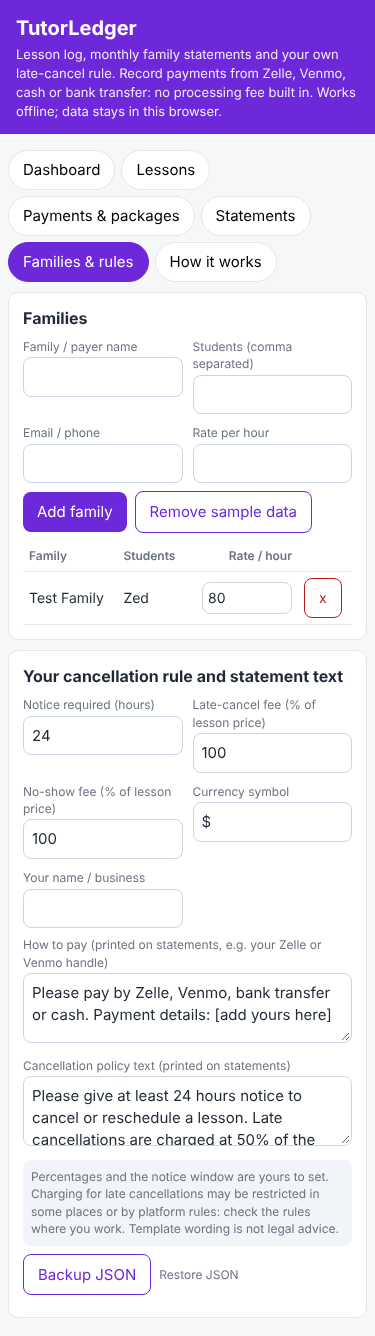 TutorLedger
Lesson log, monthly family statements and your own
late-cancel rule. Record payments from Zelle, Venmo,
cash or bank transfer: no processing fee built in. Works
offline; data stays in this browser.
Dashboard
Lessons
Payments & packages
Statements
Families & rules
How it works
Families
Family / payer name
Students (comma
separated)
Email / phone
Rate per hour
Add family
Remove sample data
Family Students Rate / hour
Test Family Zed 80 x
Your cancellation rule and statement text
Notice required (hours)
24
Late-cancel fee (% of
lesson price)
100
No-show fee (% of lesson
price)
100
Currency symbol
$
Your name / business
How to pay (printed on statements, e.g. your Zelle or
Venmo handle)
Please pay by Zelle, Venmo, bank transfer
or cash. Payment details: [add yours here]
Cancellation policy text (printed on statements)
Please give at least 24 hours notice to
cancel or reschedule a lesson. Late
cancellations are charged at 50% of the
Percentages and the notice window are yours to set.
Charging for late cancellations may be restricted in
some places or by platform rules: check the rules
where you work. Template wording is not legal advice.
Backup JSON
Restore JSON